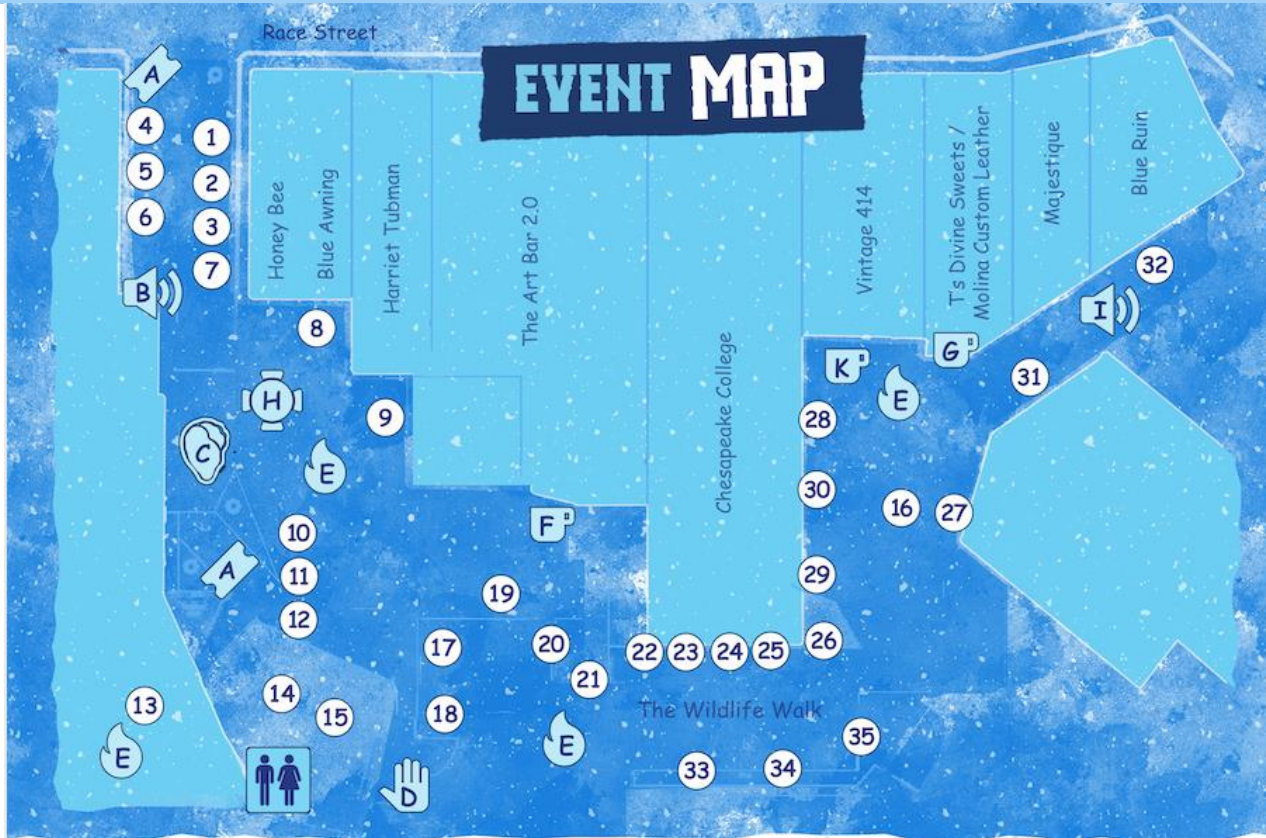 Race Street
EVENT MAP
A
4
1
5
2
6
3
7
B
Honey Bee
Blue Awning
Harriet Tubman
The Art Bar 2.0
Chesapeake College
Vintage 414
T's Divine Sweets /
Molina Custom Leather
Majestique
Blue Ruin
32
I
8
K
G
E
31
H
9
28
C
E
30
16
27
10
F
11
A
29
19
12
17
20
26
22
23
24
25
21
14
13
15
18
The Wildlife Walk
35
E
E
33
34
D